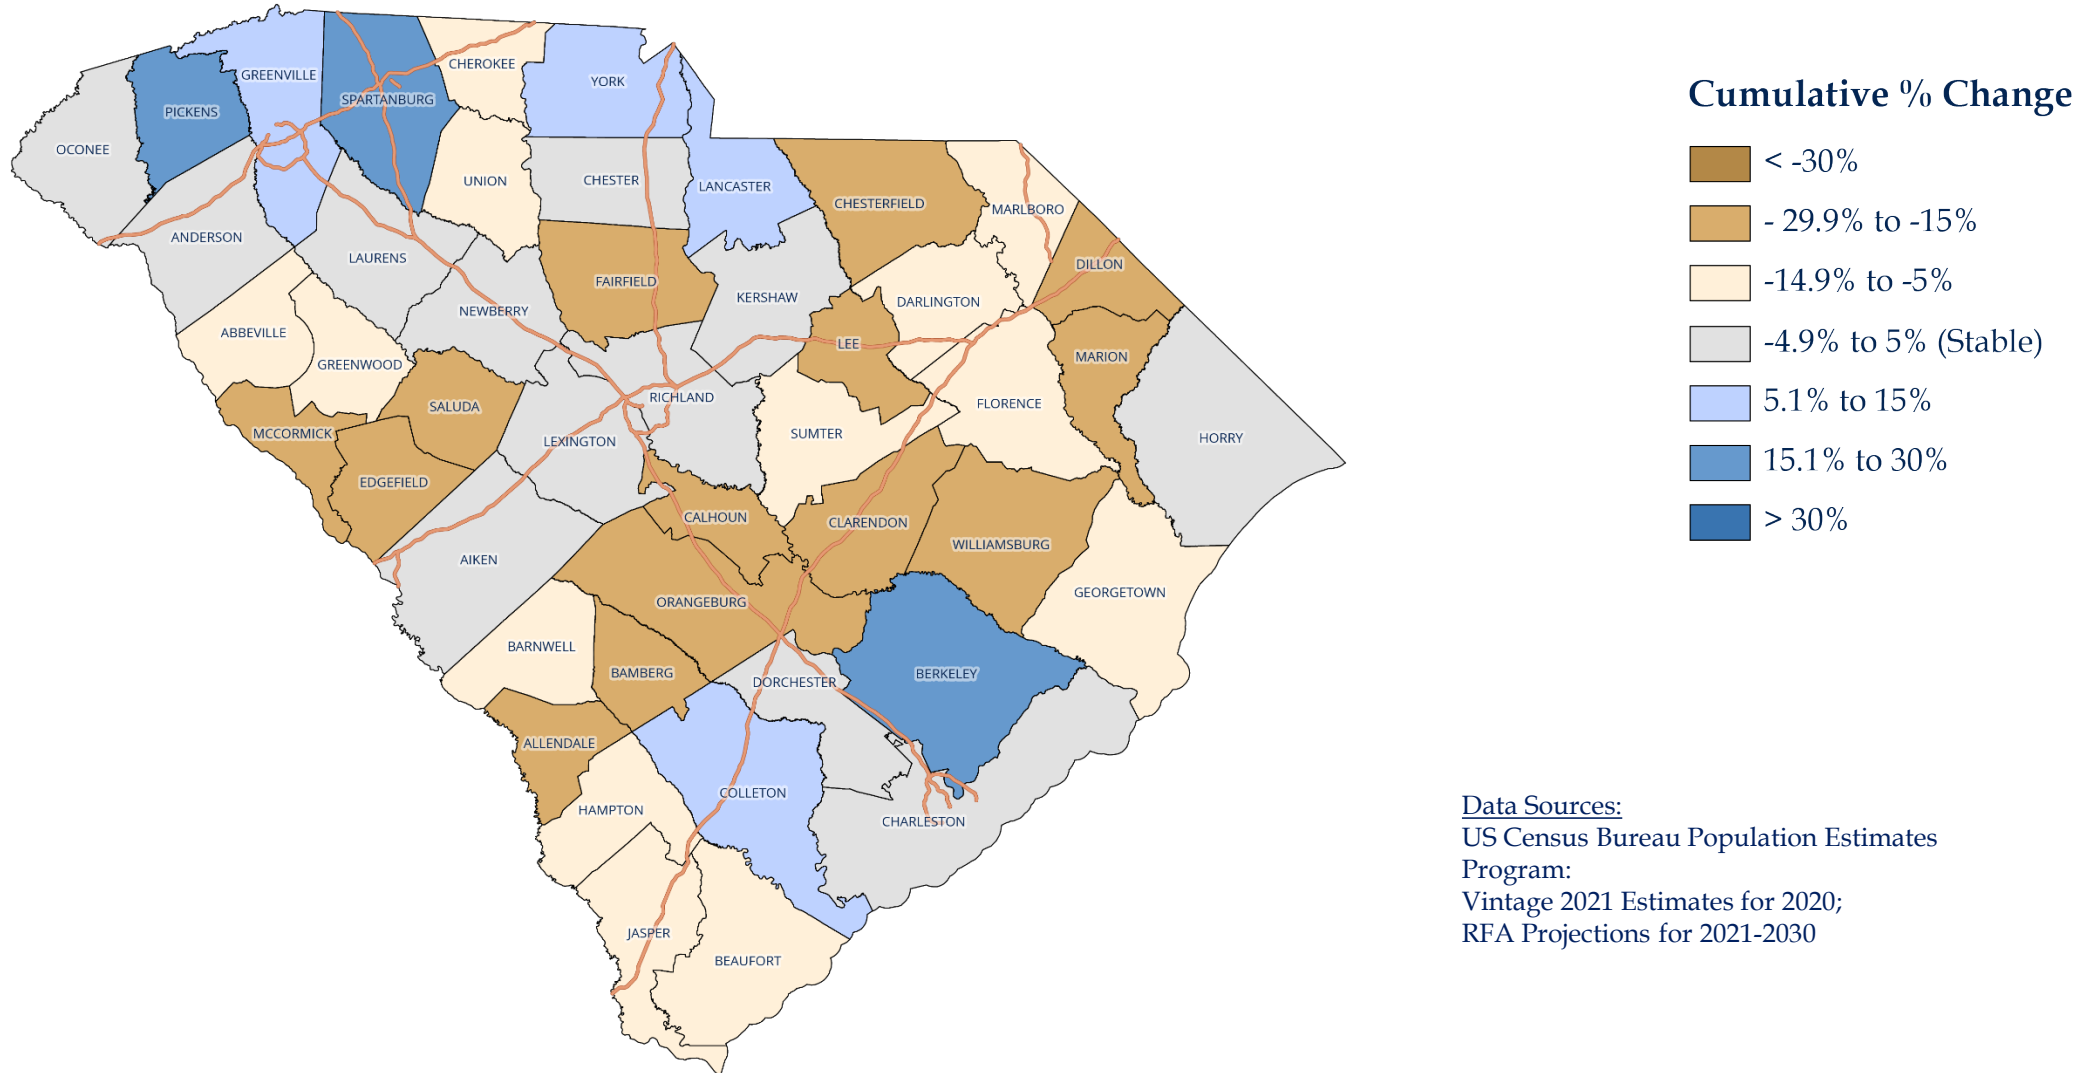 CHEROKEE
GREENVILLE
YORK
SPARTANBURG
PICKENS
OCONEE
UNION
CHESTER
LANCASTER
CHESTERFIELD
MARLBORO
ANDERSON
LAURENS
DILLON
FAIRFIELD
KERSHAW
DARLINGTON
NEWBERRY
ABBEVILLE
LEE
MARION
GREENWOOD
RICHLAND
SALUDA
FLORENCE
MCCORMICK
SUMTER
HORRY
LEXINGTON
EDGEFIELD
CALHOUN
CLARENDON
WILLIAMSBURG
AIKEN
GEORGETOWN
ORANGEBURG
BARNWELL
BAMBERG
BERKELEY
DORCHESTER
ALLENDALE
COLLETON
HAMPTON
CHARLESTON
JASPER
BEAUFORT
Cumulative % Change
< -30%
- 29.9% to -15%
-14.9% to -5%
-4.9% to 5% (Stable)
5.1% to 15%
15.1% to 30%
> 30%
Data Sources:
US Census Bureau Population Estimates
Program:
Vintage 2021 Estimates for 2020;
RFA Projections for 2021-2030